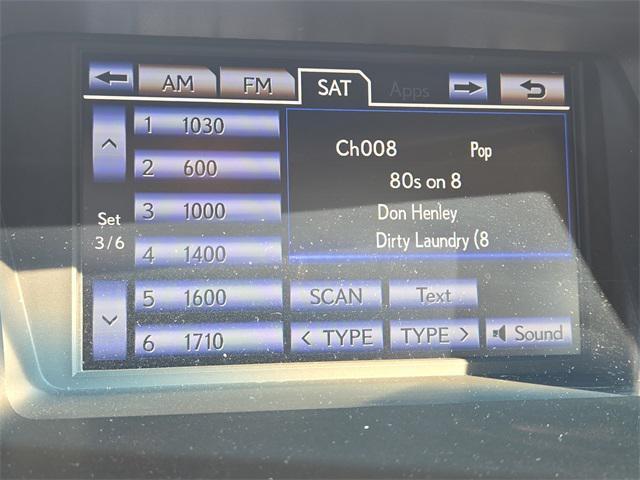 AM FM SAT Apps
1 1030
2 600
Set 3/6
3 1000
4 1400
5 1600
6 1710
Ch008 Pop
80s on 8
Don Henley
Dirty Laundry (8
SCAN Text
< TYPE TYPE > Sound